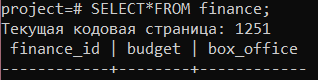 project=# SELECT*FROM finance;
Текущая кодовая страница: 1251
 finance_id | budget | box_office
------------+--------+------------